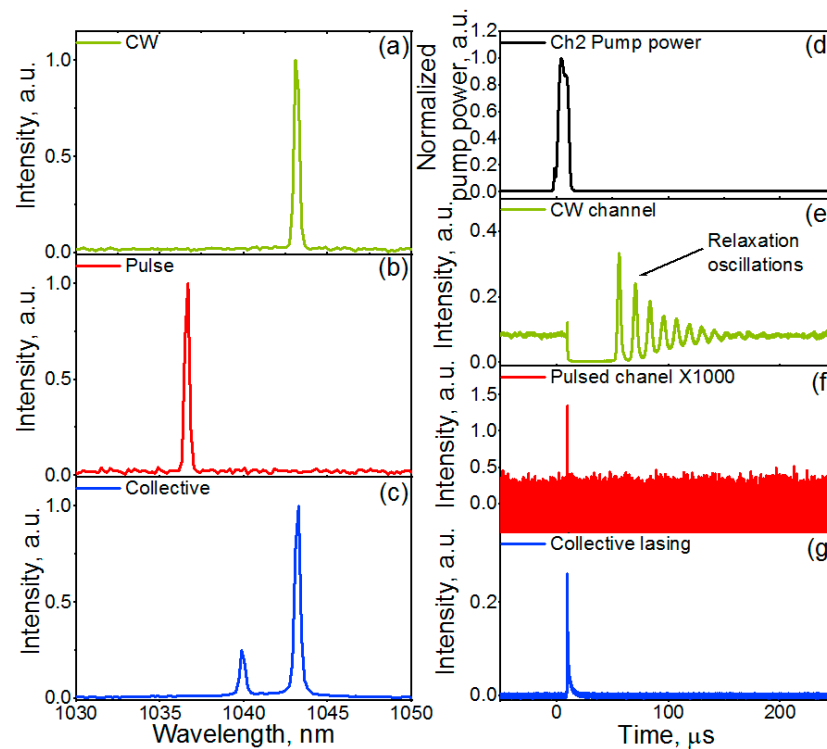 CW
(a)
1.0
0.5
0.0
Intensity, a.u.
Pulse
(b)
1.0
0.5
0.0
Intensity, a.u.
Collective
(c)
1.0
0.5
0.0
Intensity, a.u.
1030 1035 1040 1045 1050
Wavelength, nm
Ch2 Pump power
(d
1.2
1.0
0.8
0.6
0.4
0.2
0.0
Normalized
pump power, a.u.
CW channel
(e
Relaxation
oscillations
0.4
0.2
0.0
Intensity, a.u.
Pulsed chanel X1000
(f)
1.5
1.0
0.5
0.0
Intensity, a.u.
Collective lasing
(g
0.2
0.0
Intensity, a.u.
0 100 200
Time, μs